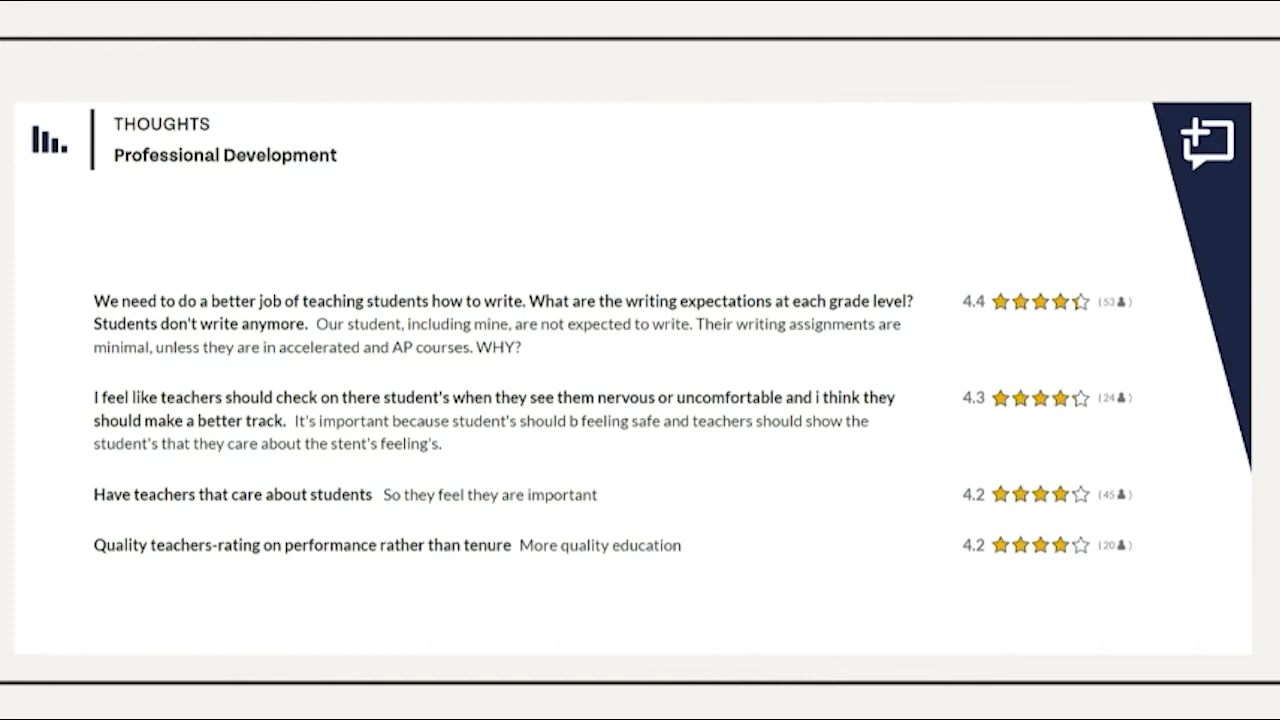 THOUGHTS
Professional Development
We need to do a better job of teaching students how to write. What are the writing expectations at each grade level? 4.4 (53)
Students don't write anymore. Our student, including mine, are not expected to write. Their writing assignments are
minimal, unless they are in accelerated and AP courses. WHY?
I feel like teachers should check on there student's when they see them nervous or uncomfortable and i think they 4.3 (24)
should make a better track. It's important because student's should b feeling safe and teachers should show the
student's that they care about the stent's feeling's.
Have teachers that care about students So they feel they are important 4.2 (45)
Quality teachers-rating on performance rather than tenure More quality education 4.2 (20)